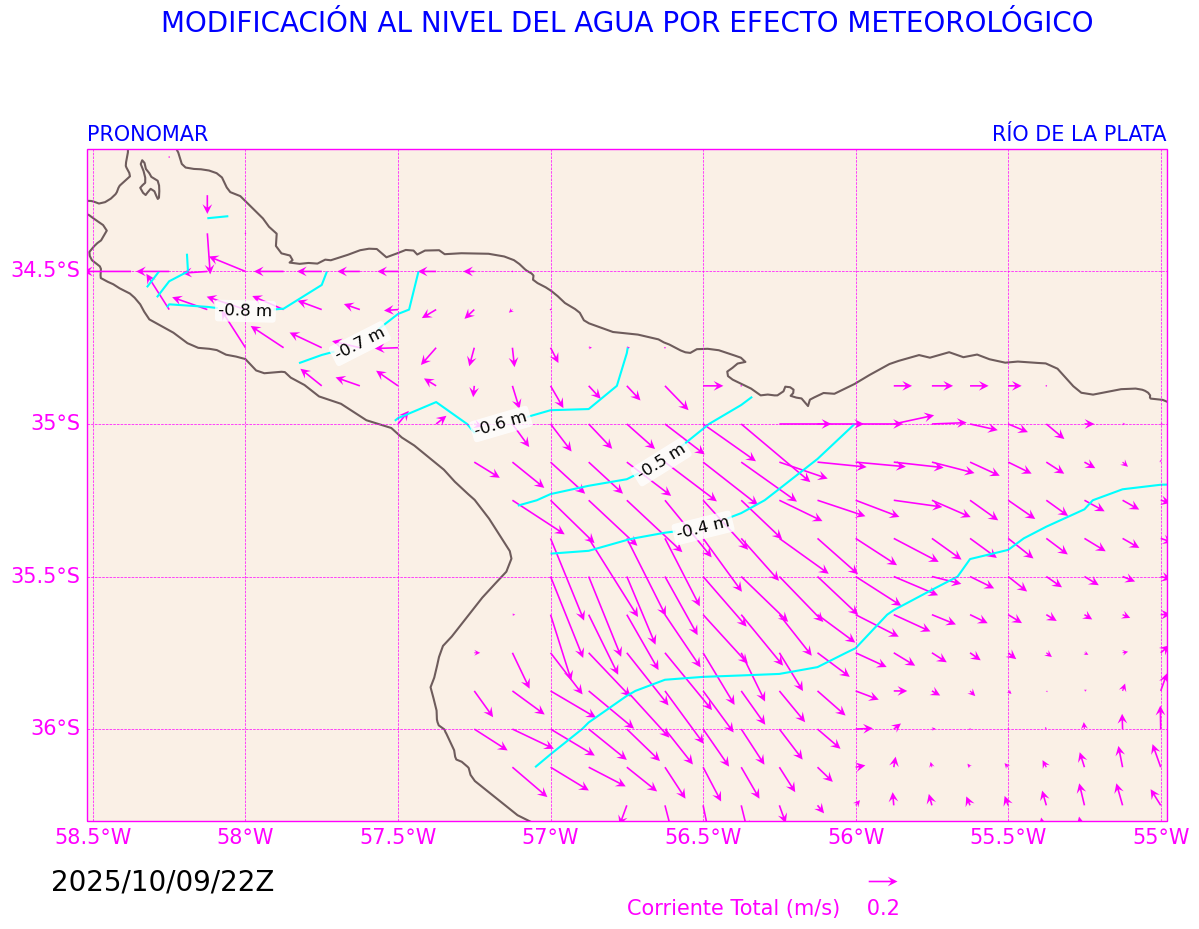 MODIFICACIÓN AL NIVEL DEL AGUA POR EFECTO METEOROLÓGICO
PRONOMAR
RÍO DE LA PLATA
34.5°S
-0.8 m
-0.7 m
35°S
-0.6 m
-0.5 m
-0.4 m
35.5°S
36°S
58.5°W 58°W 57.5°W 57°W 56.5°W 56°W 55.5°W 55°W
2025/10/09/22Z
Corriente Total (m/s) 0.2